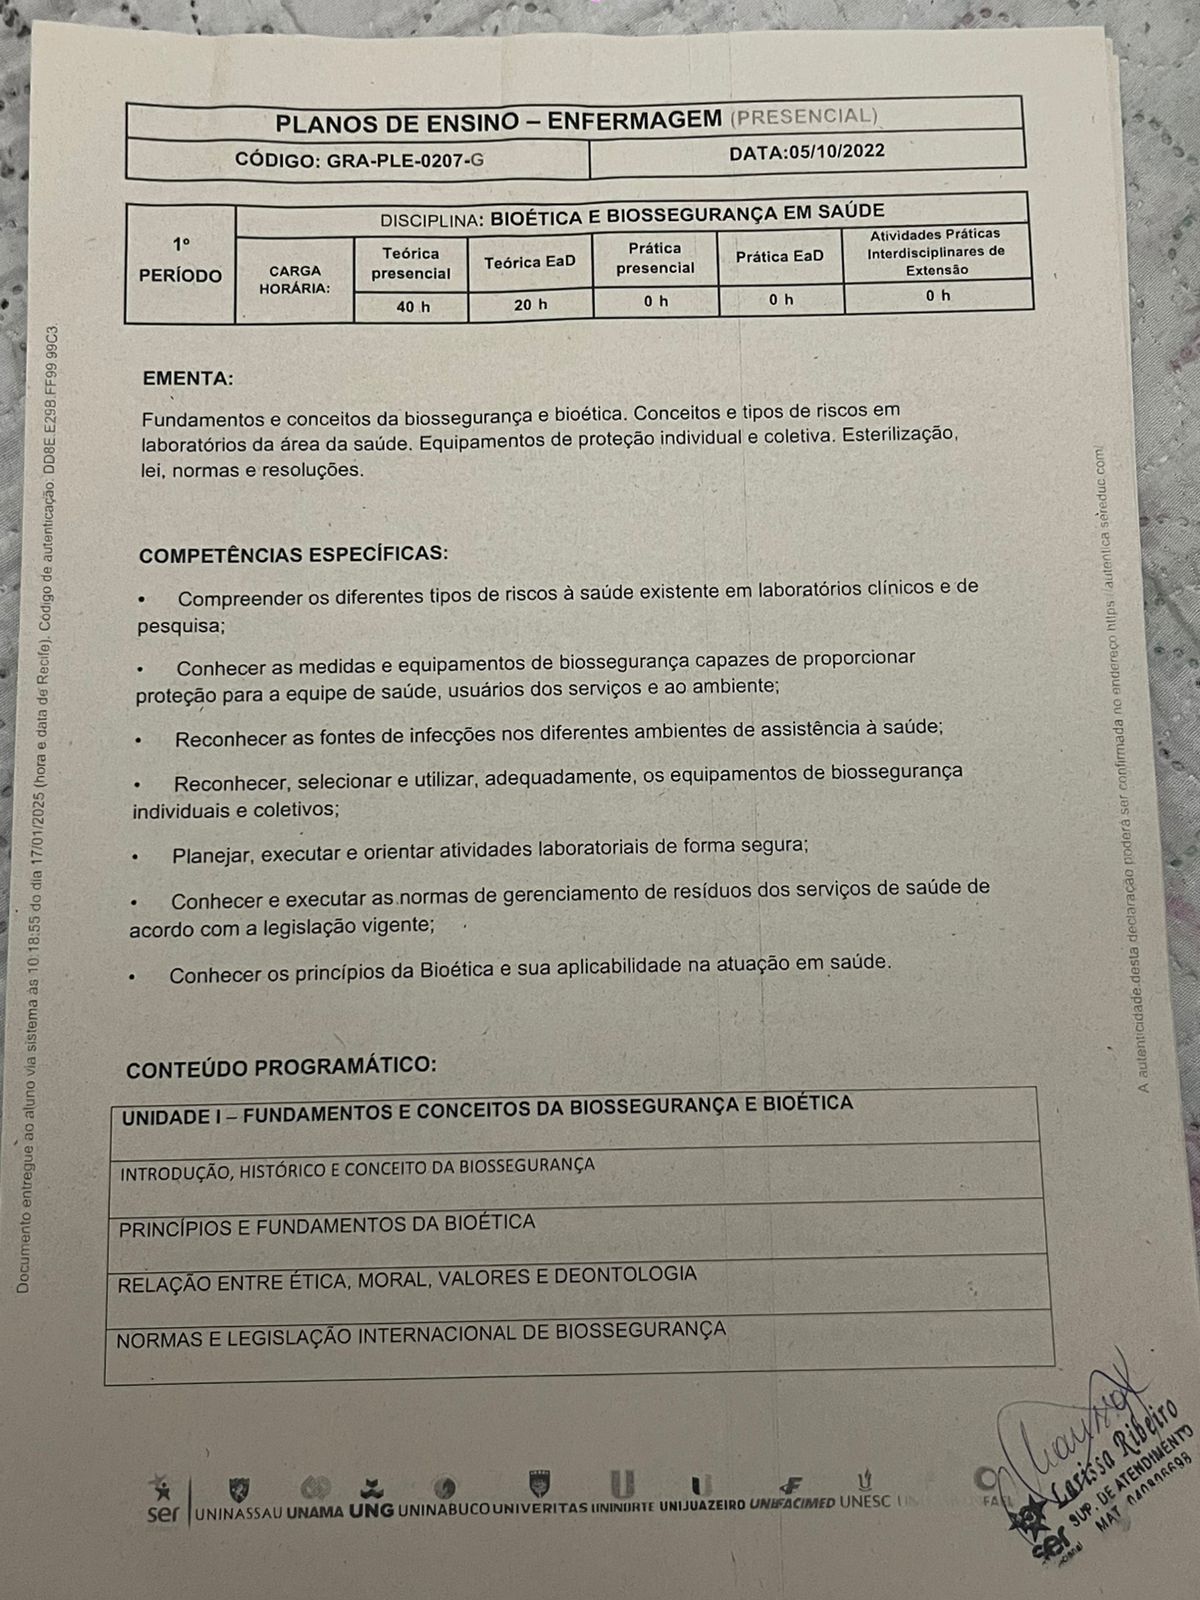 PLANOS DE ENSINO – ENFERMAGEM (PRESENCIAL)
CÓDIGO: GRA-PLE-0207-G
DATA:05/10/2022
1º PERÍODO
DISCIPLINA: BIOÉTICA E BIOSSEGURANÇA EM SAÚDE
CARGA HORÁRIA:
Teórica presencial
Teórica EaD
Prática presencial
Prática EaD
Atividades Práticas Interdisciplinares de Extensão
40 h
20 h
0 h
0 h
0 h
EMENTA:
Fundamentos e conceitos da biossegurança e bioética. Conceitos e tipos de riscos em
laboratórios da área da saúde. Equipamentos de proteção individual e coletiva. Esterilização,
lei, normas e resoluções.
COMPETÊNCIAS ESPECÍFICAS:
• Compreender os diferentes tipos de riscos à saúde existente em laboratórios clínicos e de
pesquisa;
• Conhecer as medidas e equipamentos de biossegurança capazes de proporcionar
proteção para a equipe de saúde, usuários dos serviços e ao ambiente;
• Reconhecer as fontes de infecções nos diferentes ambientes de assistência à saúde;
• Reconhecer, selecionar e utilizar, adequadamente, os equipamentos de biossegurança
individuais e coletivos;
• Planejar, executar e orientar atividades laboratoriais de forma segura;
• Conhecer e executar as normas de gerenciamento de resíduos dos serviços de saúde de
acordo com a legislação vigente;
• Conhecer os princípios da Bioética e sua aplicabilidade na atuação em saúde.
CONTEÚDO PROGRAMÁTICO:
UNIDADE I – FUNDAMENTOS E CONCEITOS DA BIOSSEGURANÇA E BIOÉTICA
INTRODUÇÃO, HISTÓRICO E CONCEITO DA BIOSSEGURANÇA
PRINCÍPIOS E FUNDAMENTOS DA BIOÉTICA
RELAÇÃO ENTRE ÉTICA, MORAL, VALORES E DEONTOLOGIA
NORMAS E LEGISLAÇÃO INTERNACIONAL DE BIOSSEGURANÇA
ser UNINASSAU UNAMA UNG UNINABUCO UNIVERITAS UNINORTE UNIJUAZEIRO UNIFACIMED UNESC
Larissa Ribeiro
SUP. DE ATENDIMENTO
MAT.
ser
Documento entregue ao aluno via sistema às 10:18:55 do dia 17/01/2025 (hora e data de Recife). Código de autenticação: DD8E.E29B.FF99.99C3.
A autenticidade desta declaração poderá ser confirmada no endereço https://autentica.sereduc.com/